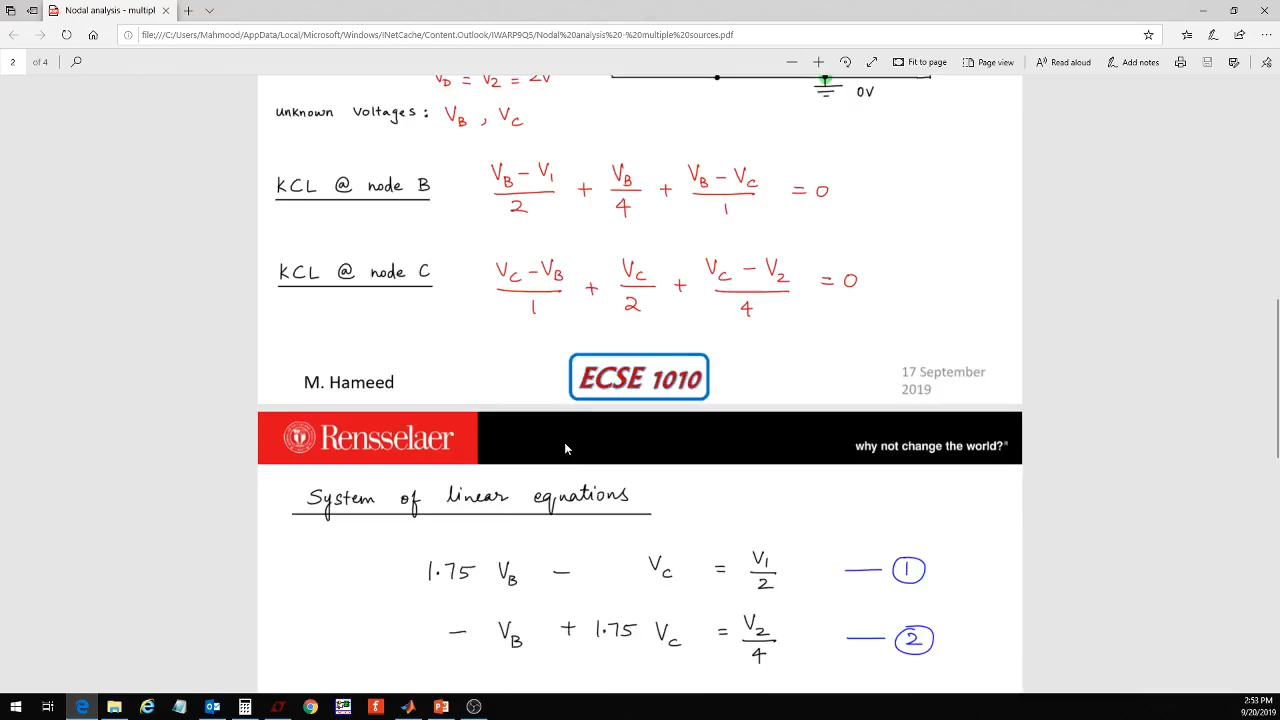 Nodal analysis - multipl
file:///C:/Users/Mahmood/AppData/Local/Microsoft/Windows/INetCache/Content.Outlook/IWARP9Q5/Nodal%20analysis%20-%20multiple%20sources.pdf
2 of 4 Fit to page Page view Read aloud Add notes
V_D = V_2 = 2V
0V
Unknown Voltages : V_B , V_C
KCL @ node B (V_B - V_1)/2 + V_B/4 + (V_B - V_C)/1 = 0
KCL @ node C (V_C - V_B)/1 + V_C/2 + (V_C - V_2)/4 = 0
M. Hameed
ECSE 1010
17 September
2019
Rensselaer
why not change the world?®
System of linear equations
1.75 V_B - V_C = V_1/2 — 1
- V_B + 1.75 V_C = V_2/4 — 2
2:53 PM
9/20/2019